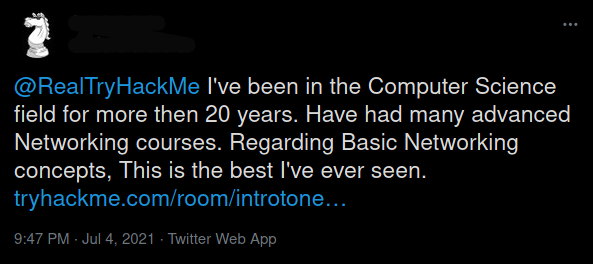 @RealTryHackMe I've been in the Computer Science
field for more then 20 years. Have had many advanced
Networking courses. Regarding Basic Networking
concepts, This is the best I've ever seen.
tryhackme.com/room/introtone…
9:47 PM · Jul 4, 2021 · Twitter Web App